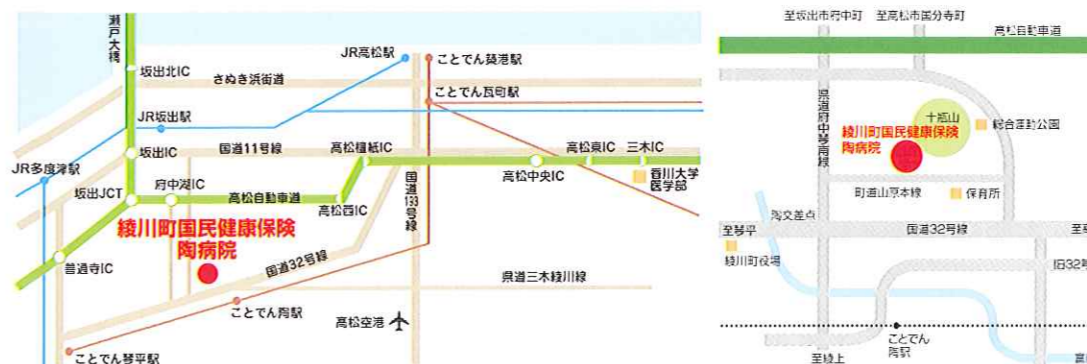 瀬戸大橋
坂出北IC
さぬき浜街道
JR高松駅
ことでん築港駅
ことでん瓦町駅
JR坂出駅
坂出IC
国道11号線
高松檀紙IC
高松東IC
三木IC
JR多度津駅
坂出JCT
府中湖IC
高松自動車道
高松西IC
高松中央IC
香川大学
医学部
国道193号線
綾川町国民健康保険
陶病院
善通寺IC
国道32号線
県道三木綾川線
ことでん陶駅
高松空港
ことでん琴平駅
至坂出市府中町
至高松市国分寺町
高松自動車道
県道府中琴南線
十瓶山
総合運動公園
綾川町国民健康保険
陶病院
町道山原本線
保育所
陶交差点
至琴平
国道32号線
綾川町役場
旧32号
ことでん
陶駅
至綾上